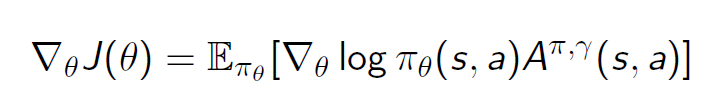 ∇θJ(θ) = 𝔼πθ[∇θ log πθ(s, a)Aπ,γ(s, a)]